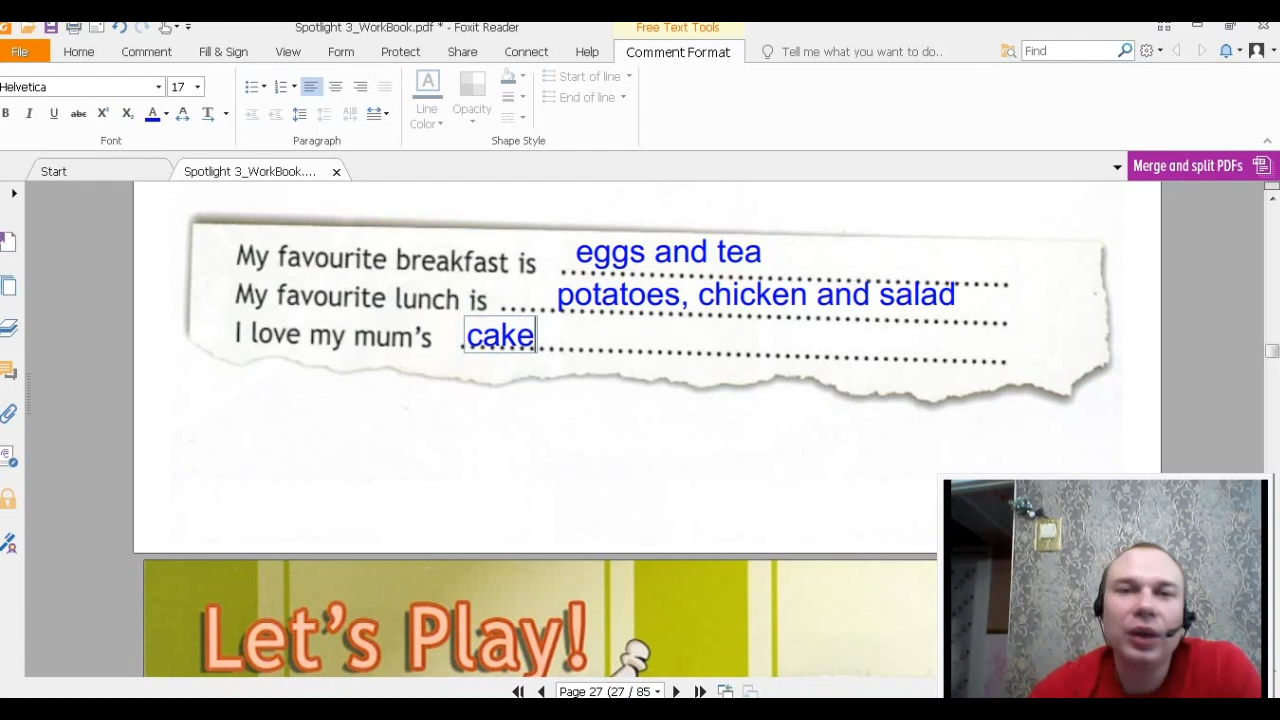 Spotlight 3_WorkBook.pdf * - Foxit Reader
Free Text Tools
File Home Comment Fill & Sign View Form Protect Share Connect Help Comment Format Tell me what you want to do.. Find
Helvetica 17
Start of line
End of line
Line Color
Opacity
Font Paragraph Shape Style
Start Spotlight 3_WorkBook.... Merge and split PDFs
My favourite breakfast is eggs and tea
My favourite lunch is potatoes, chicken and salad
I love my mum's cake
Let's Play!
Page 27 (27 / 85